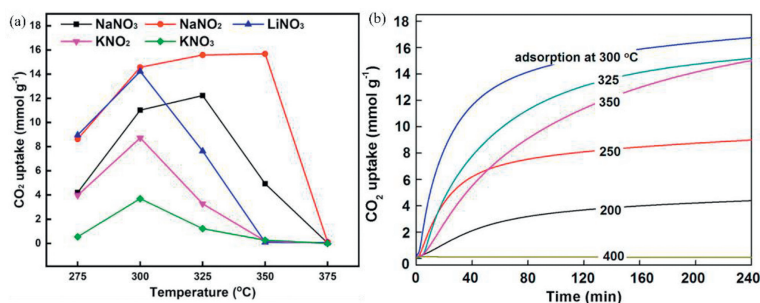 (a)
NaNO₃ NaNO₂ LiNO₃
KNO₂ KNO₃
CO₂ uptake (mmol g⁻¹)
18
16
14
12
10
8
6
4
2
0
275 300 325 350 375
Temperature (°C)
(b)
CO₂ uptake (mmol g⁻¹)
18
16
14
12
10
8
6
4
2
0
adsorption at 300 °C
325
350
250
200
400
0 40 80 120 160 200 240
Time (min)